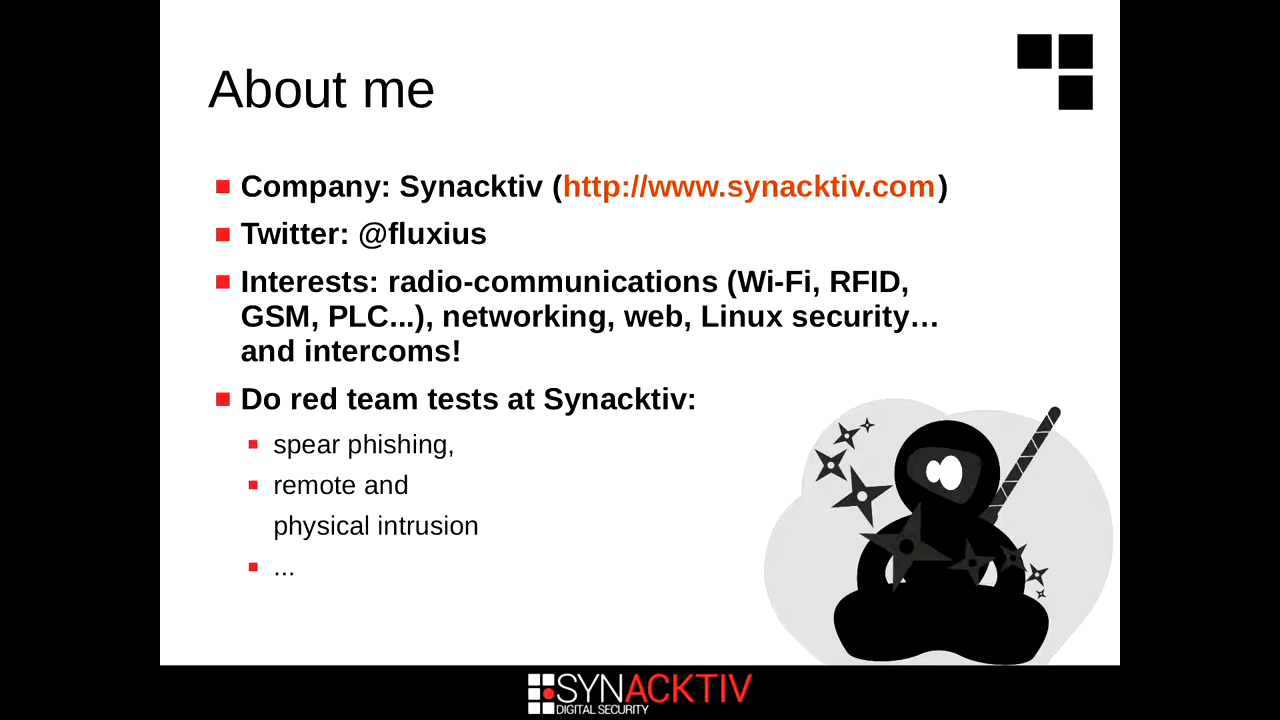 About me
Company: Synacktiv (http://www.synacktiv.com)
Twitter: @fluxius
Interests: radio-communications (Wi-Fi, RFID,
GSM, PLC...), networking, web, Linux security…
and intercoms!
Do red team tests at Synacktiv:
spear phishing,
remote and
physical intrusion
...
SYNACKTIV
DIGITAL SECURITY